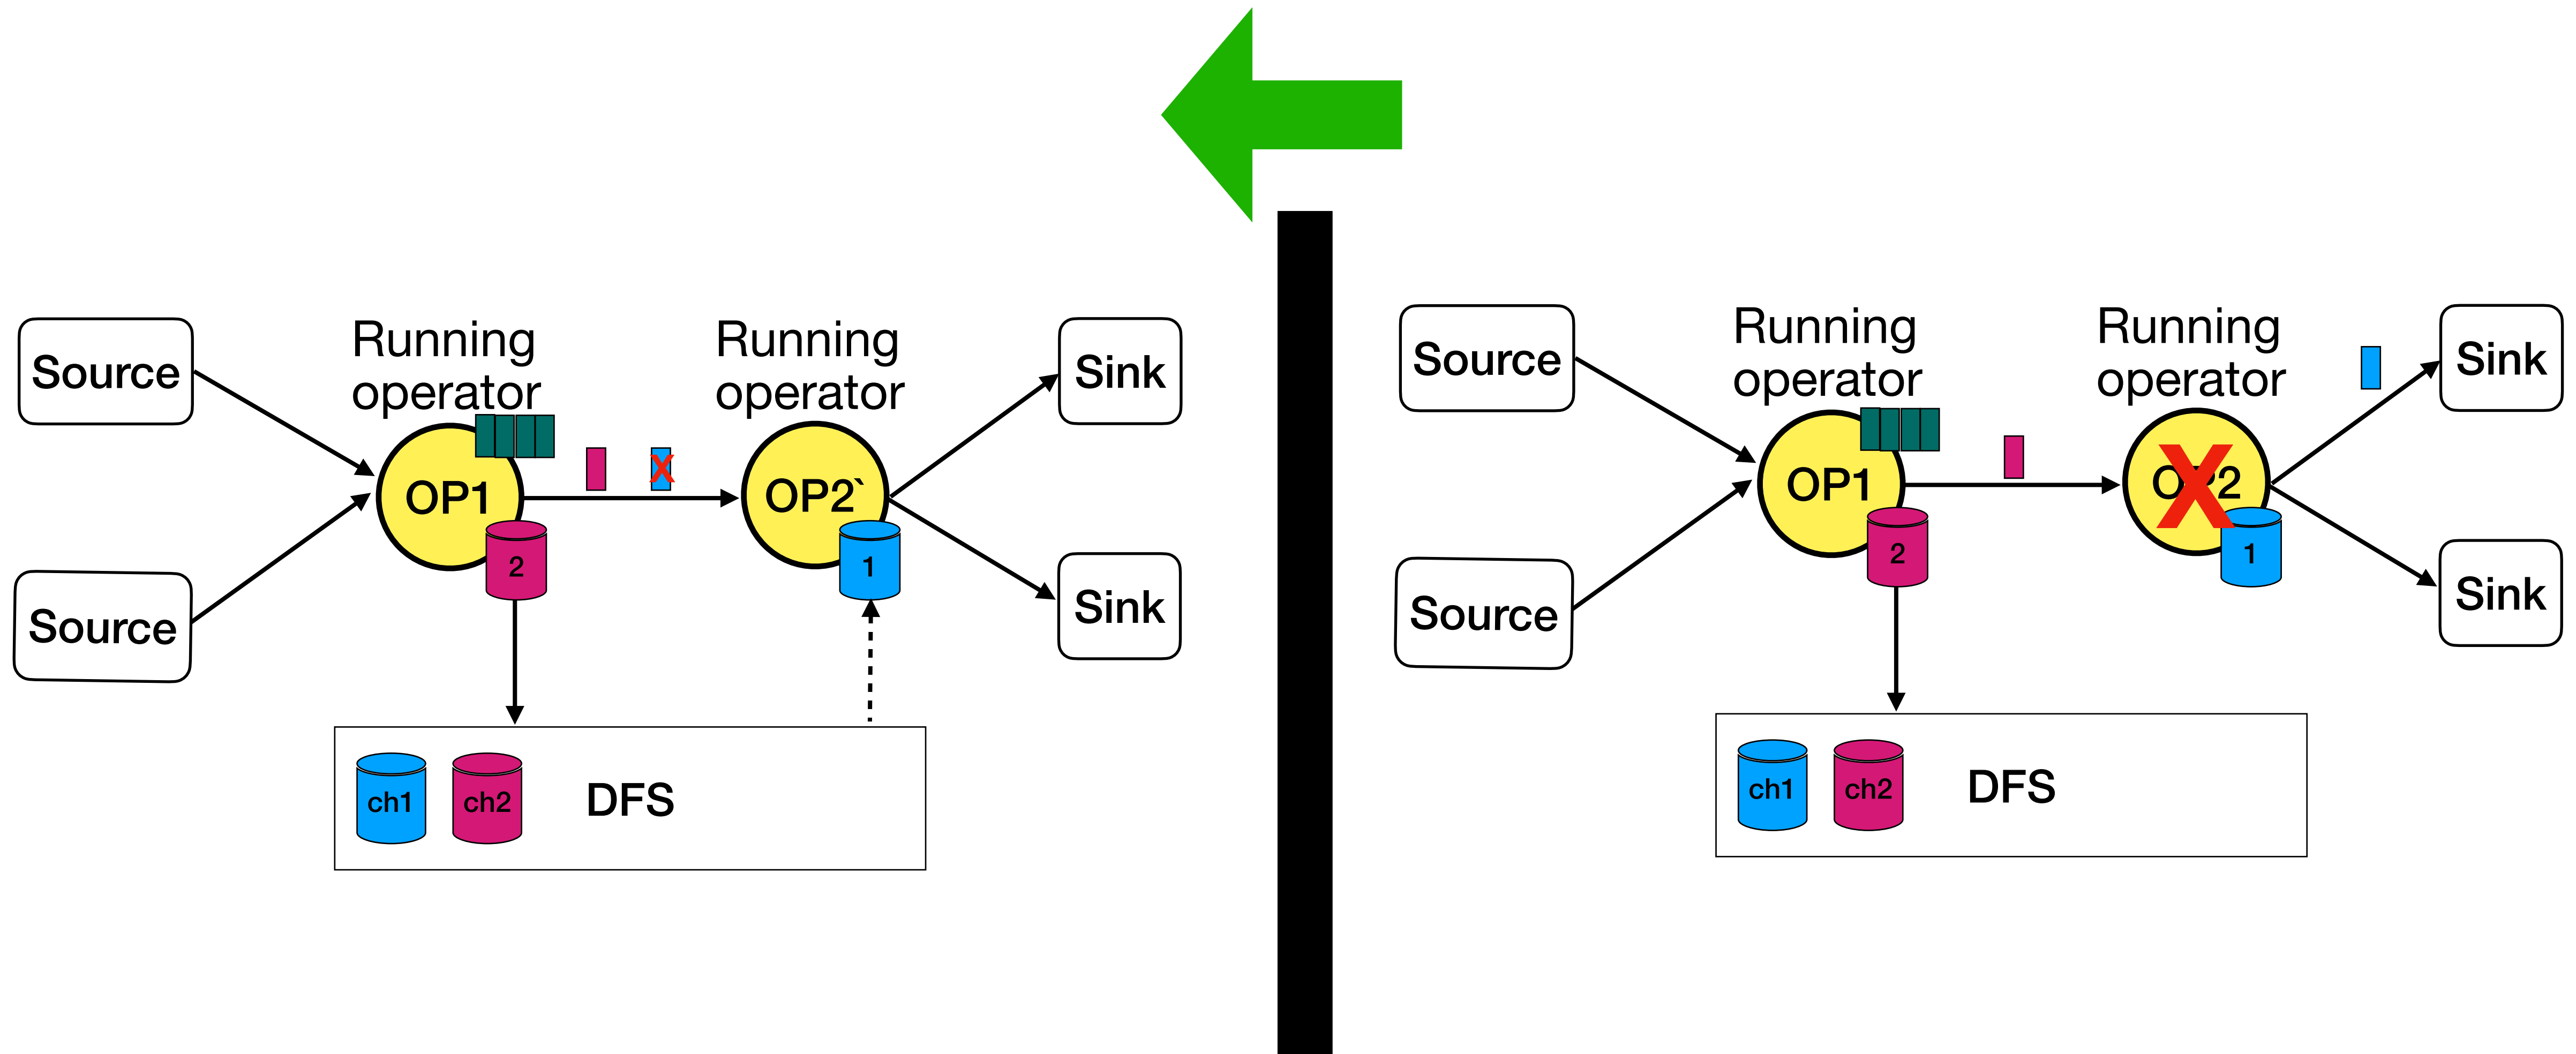 Source
Running
operator
Running
operator
Sink
OP1
X
OP2`
2
1
Source
Sink
ch1
ch2
DFS
Source
Running
operator
Running
operator
Sink
OP1
OP2
X
2
1
Source
Sink
ch1
ch2
DFS